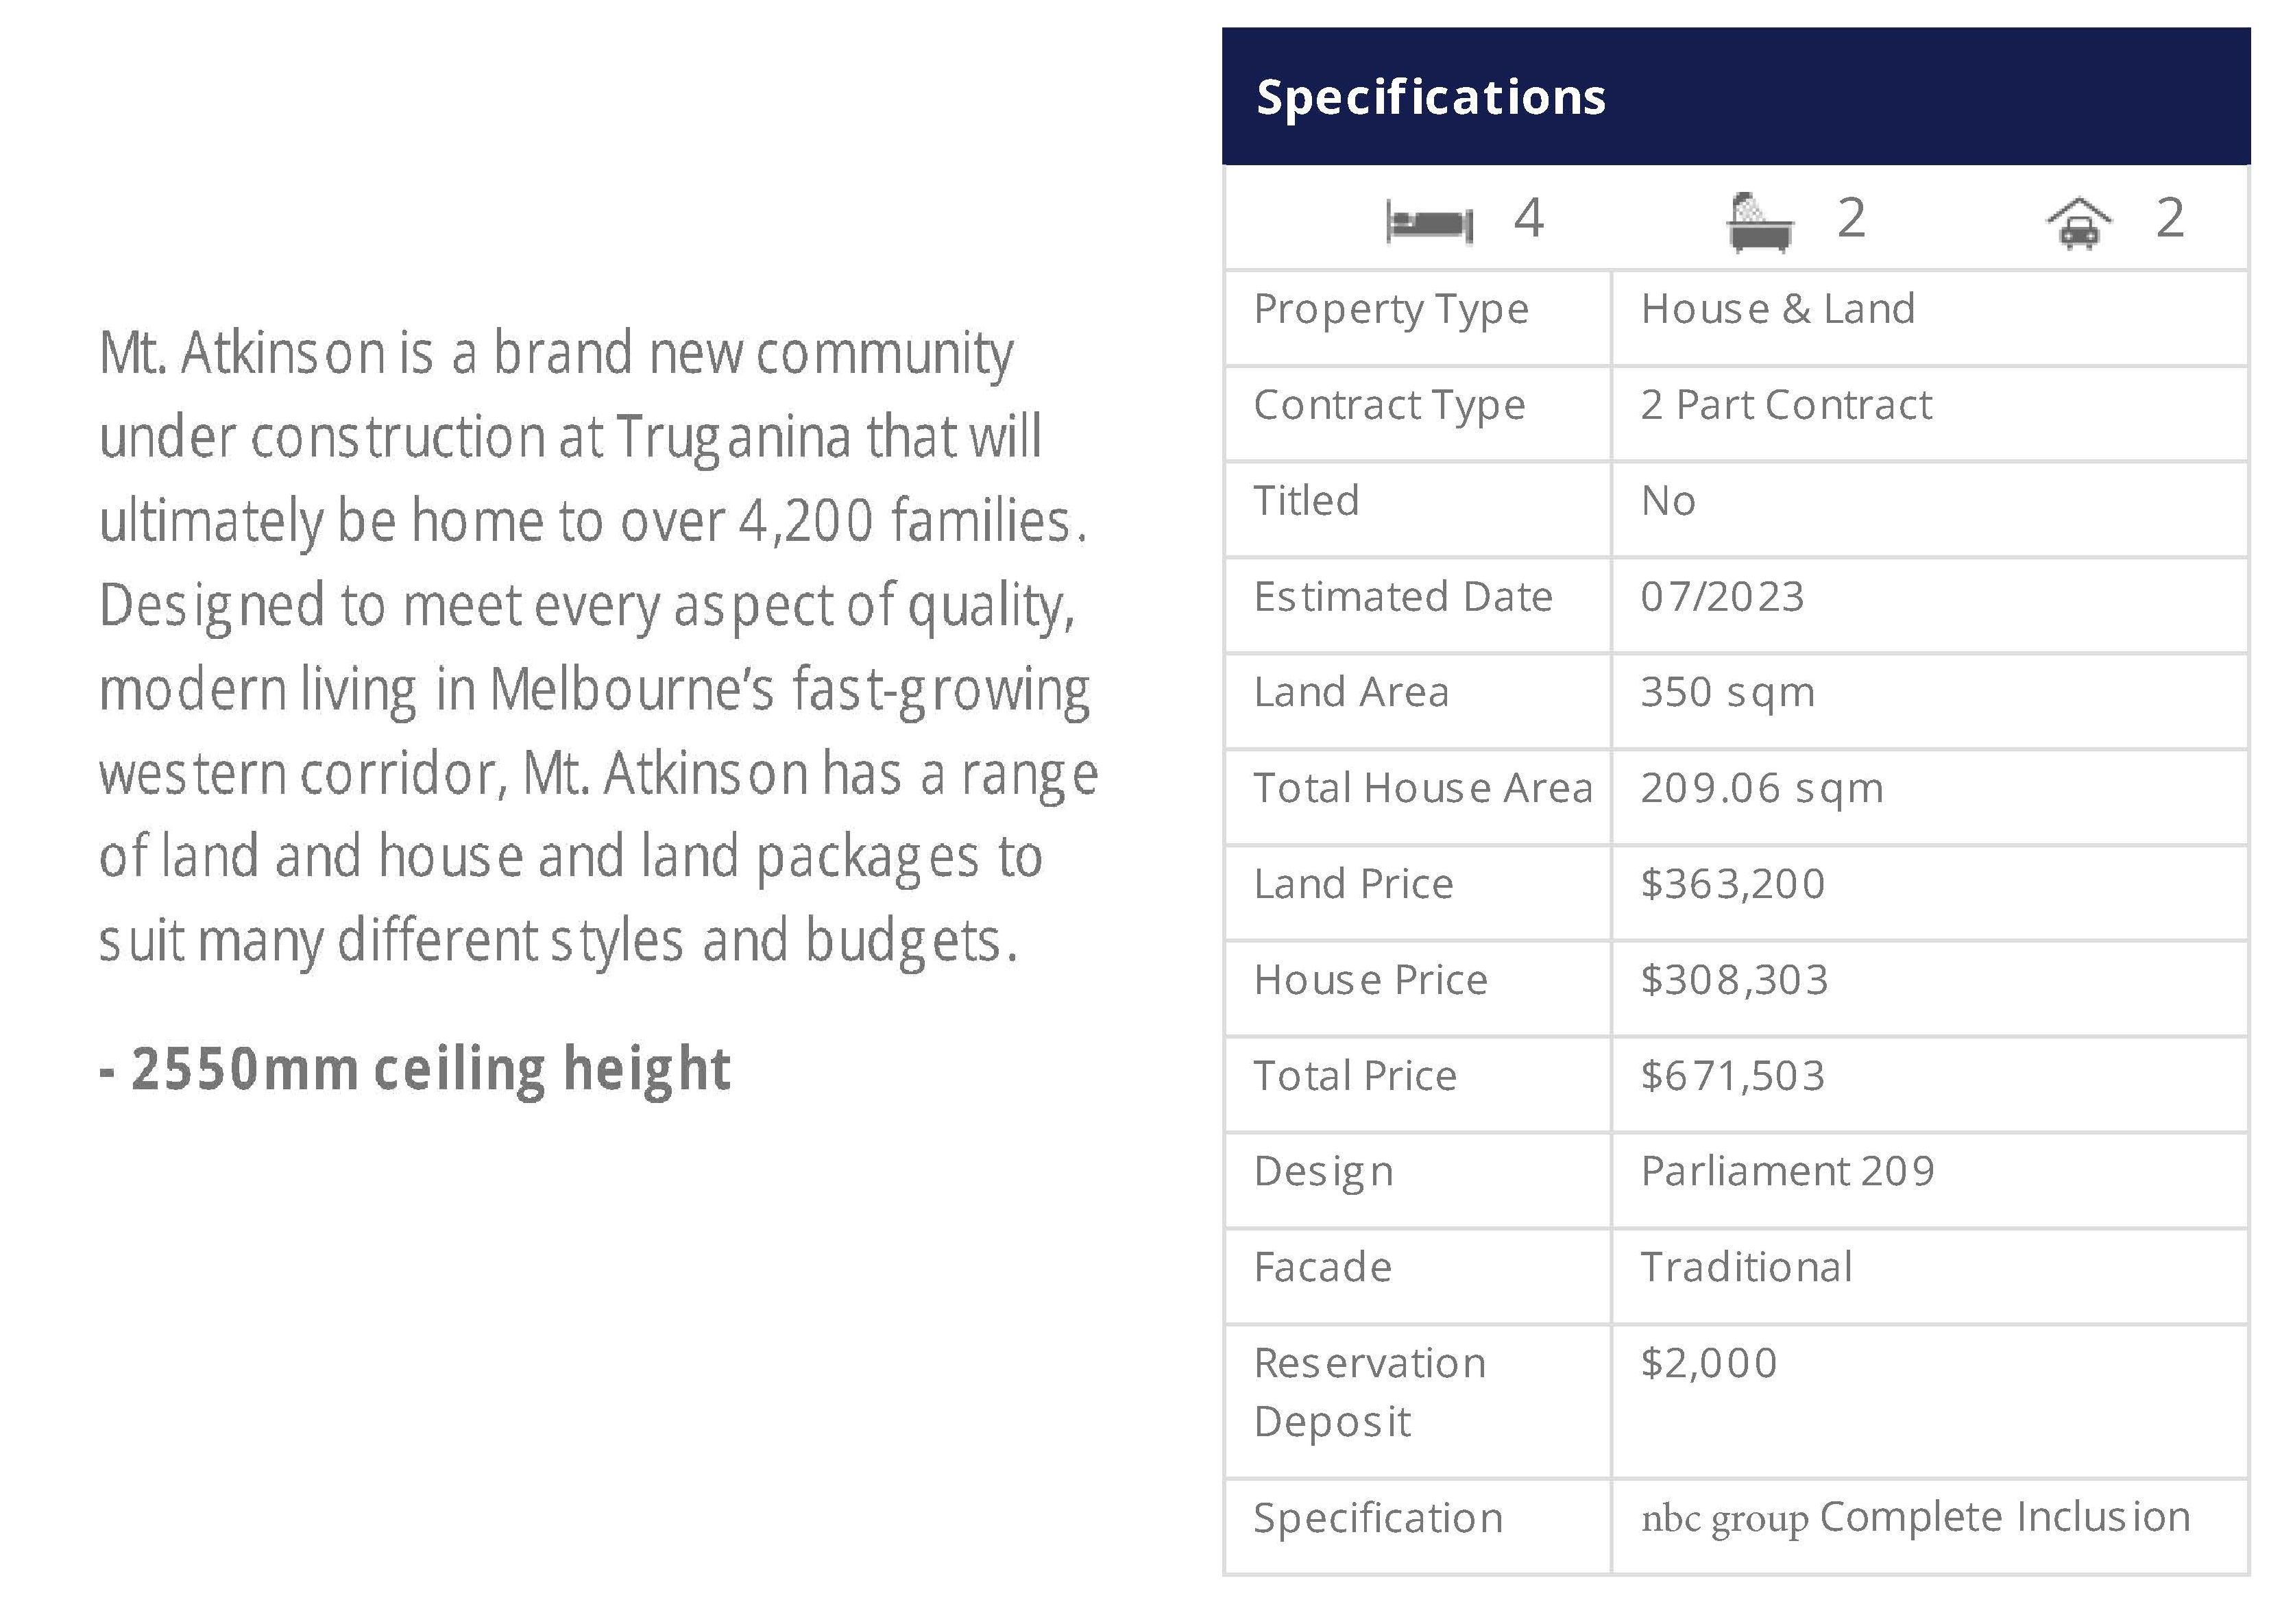 Mt. Atkinson is a brand new community
under construction at Truganina that will
ultimately be home to over 4,200 families.
Designed to meet every aspect of quality,
modern living in Melbourne’s fast-growing
western corridor, Mt. Atkinson has a range
of land and house and land packages to
suit many different styles and budgets.
- 2550mm ceiling height
Specifications
4 2 2
Property Type House & Land
Contract Type 2 Part Contract
Titled No
Estimated Date 07/2023
Land Area 350 sqm
Total House Area 209.06 sqm
Land Price $363,200
House Price $308,303
Total Price $671,503
Design Parliament 209
Facade Traditional
Reservation $2,000
Deposit
Specification nbc group Complete Inclusion